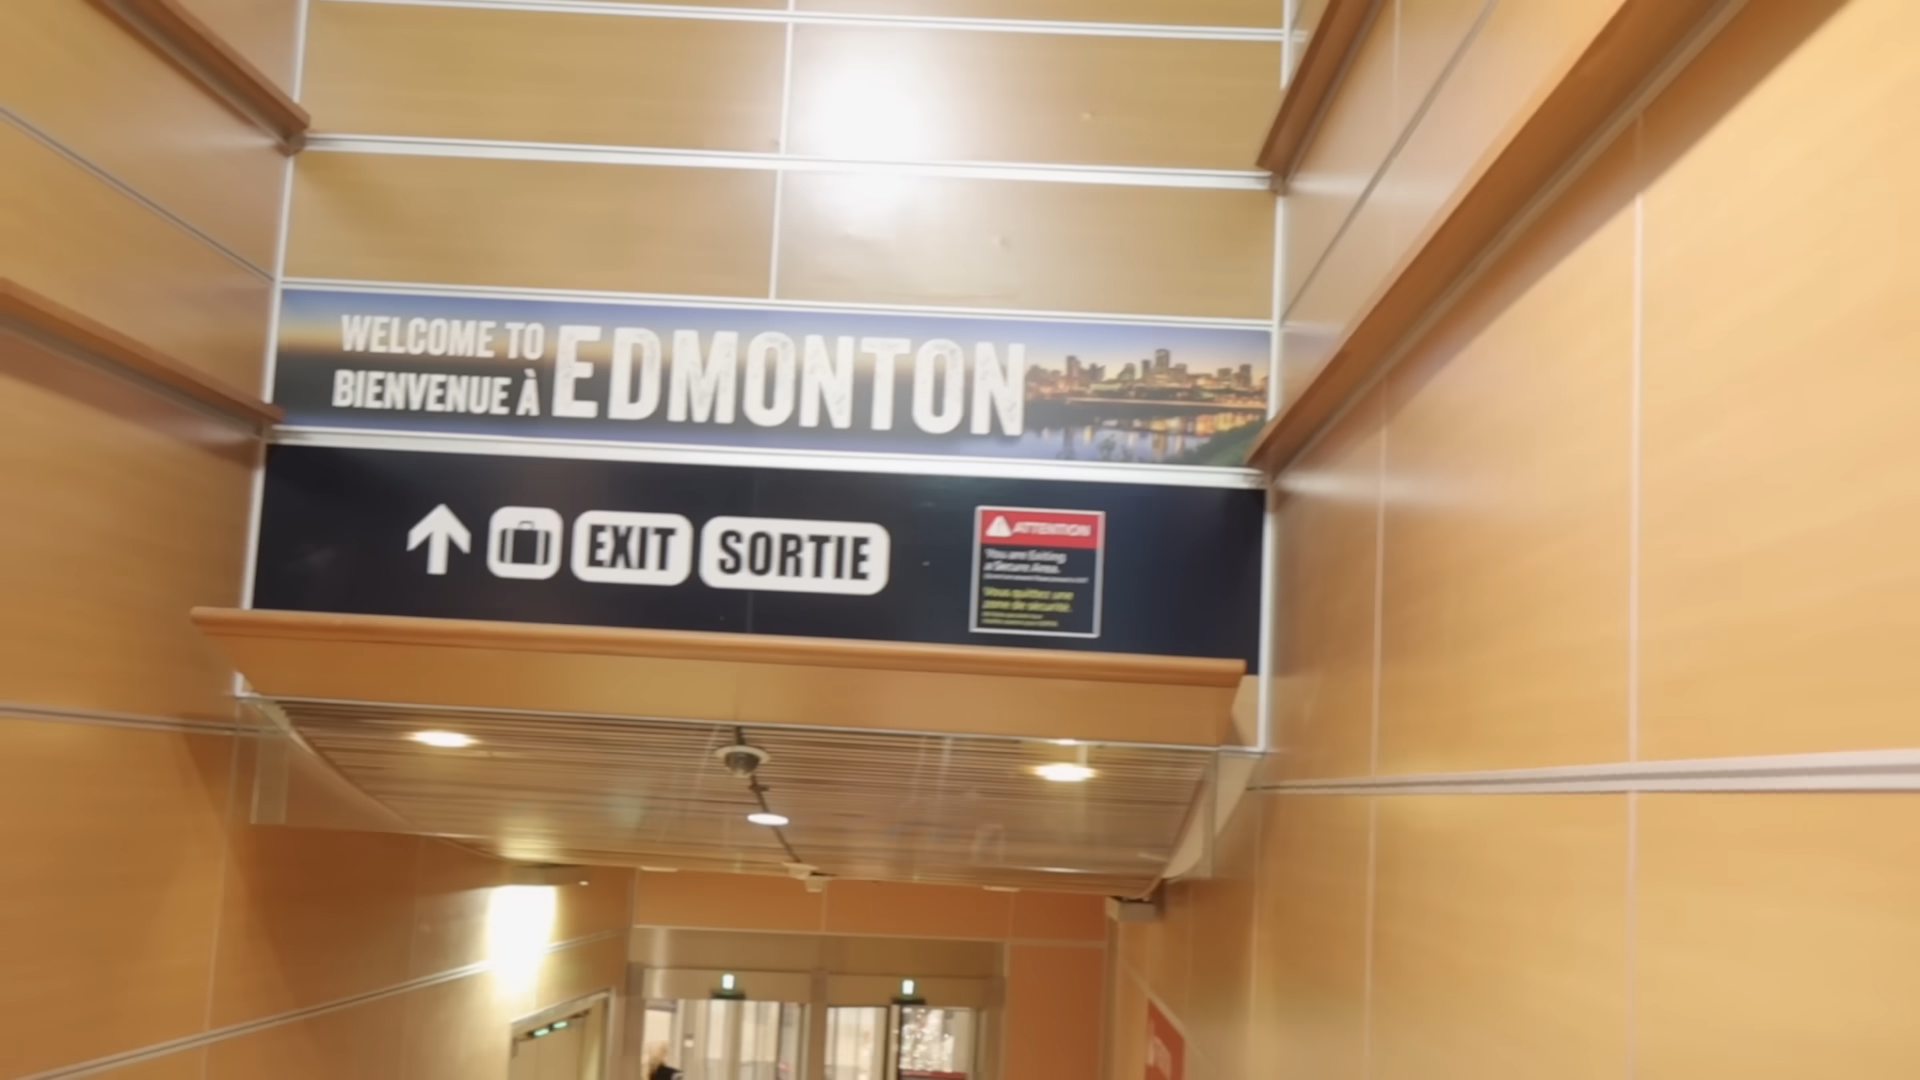 WELCOME TO
BIENVENUE À
EDMONTON
EXIT
SORTIE
ATTENTION
You are Exiting
a Secure Area.
Vous quittez une
zone de sécurité.